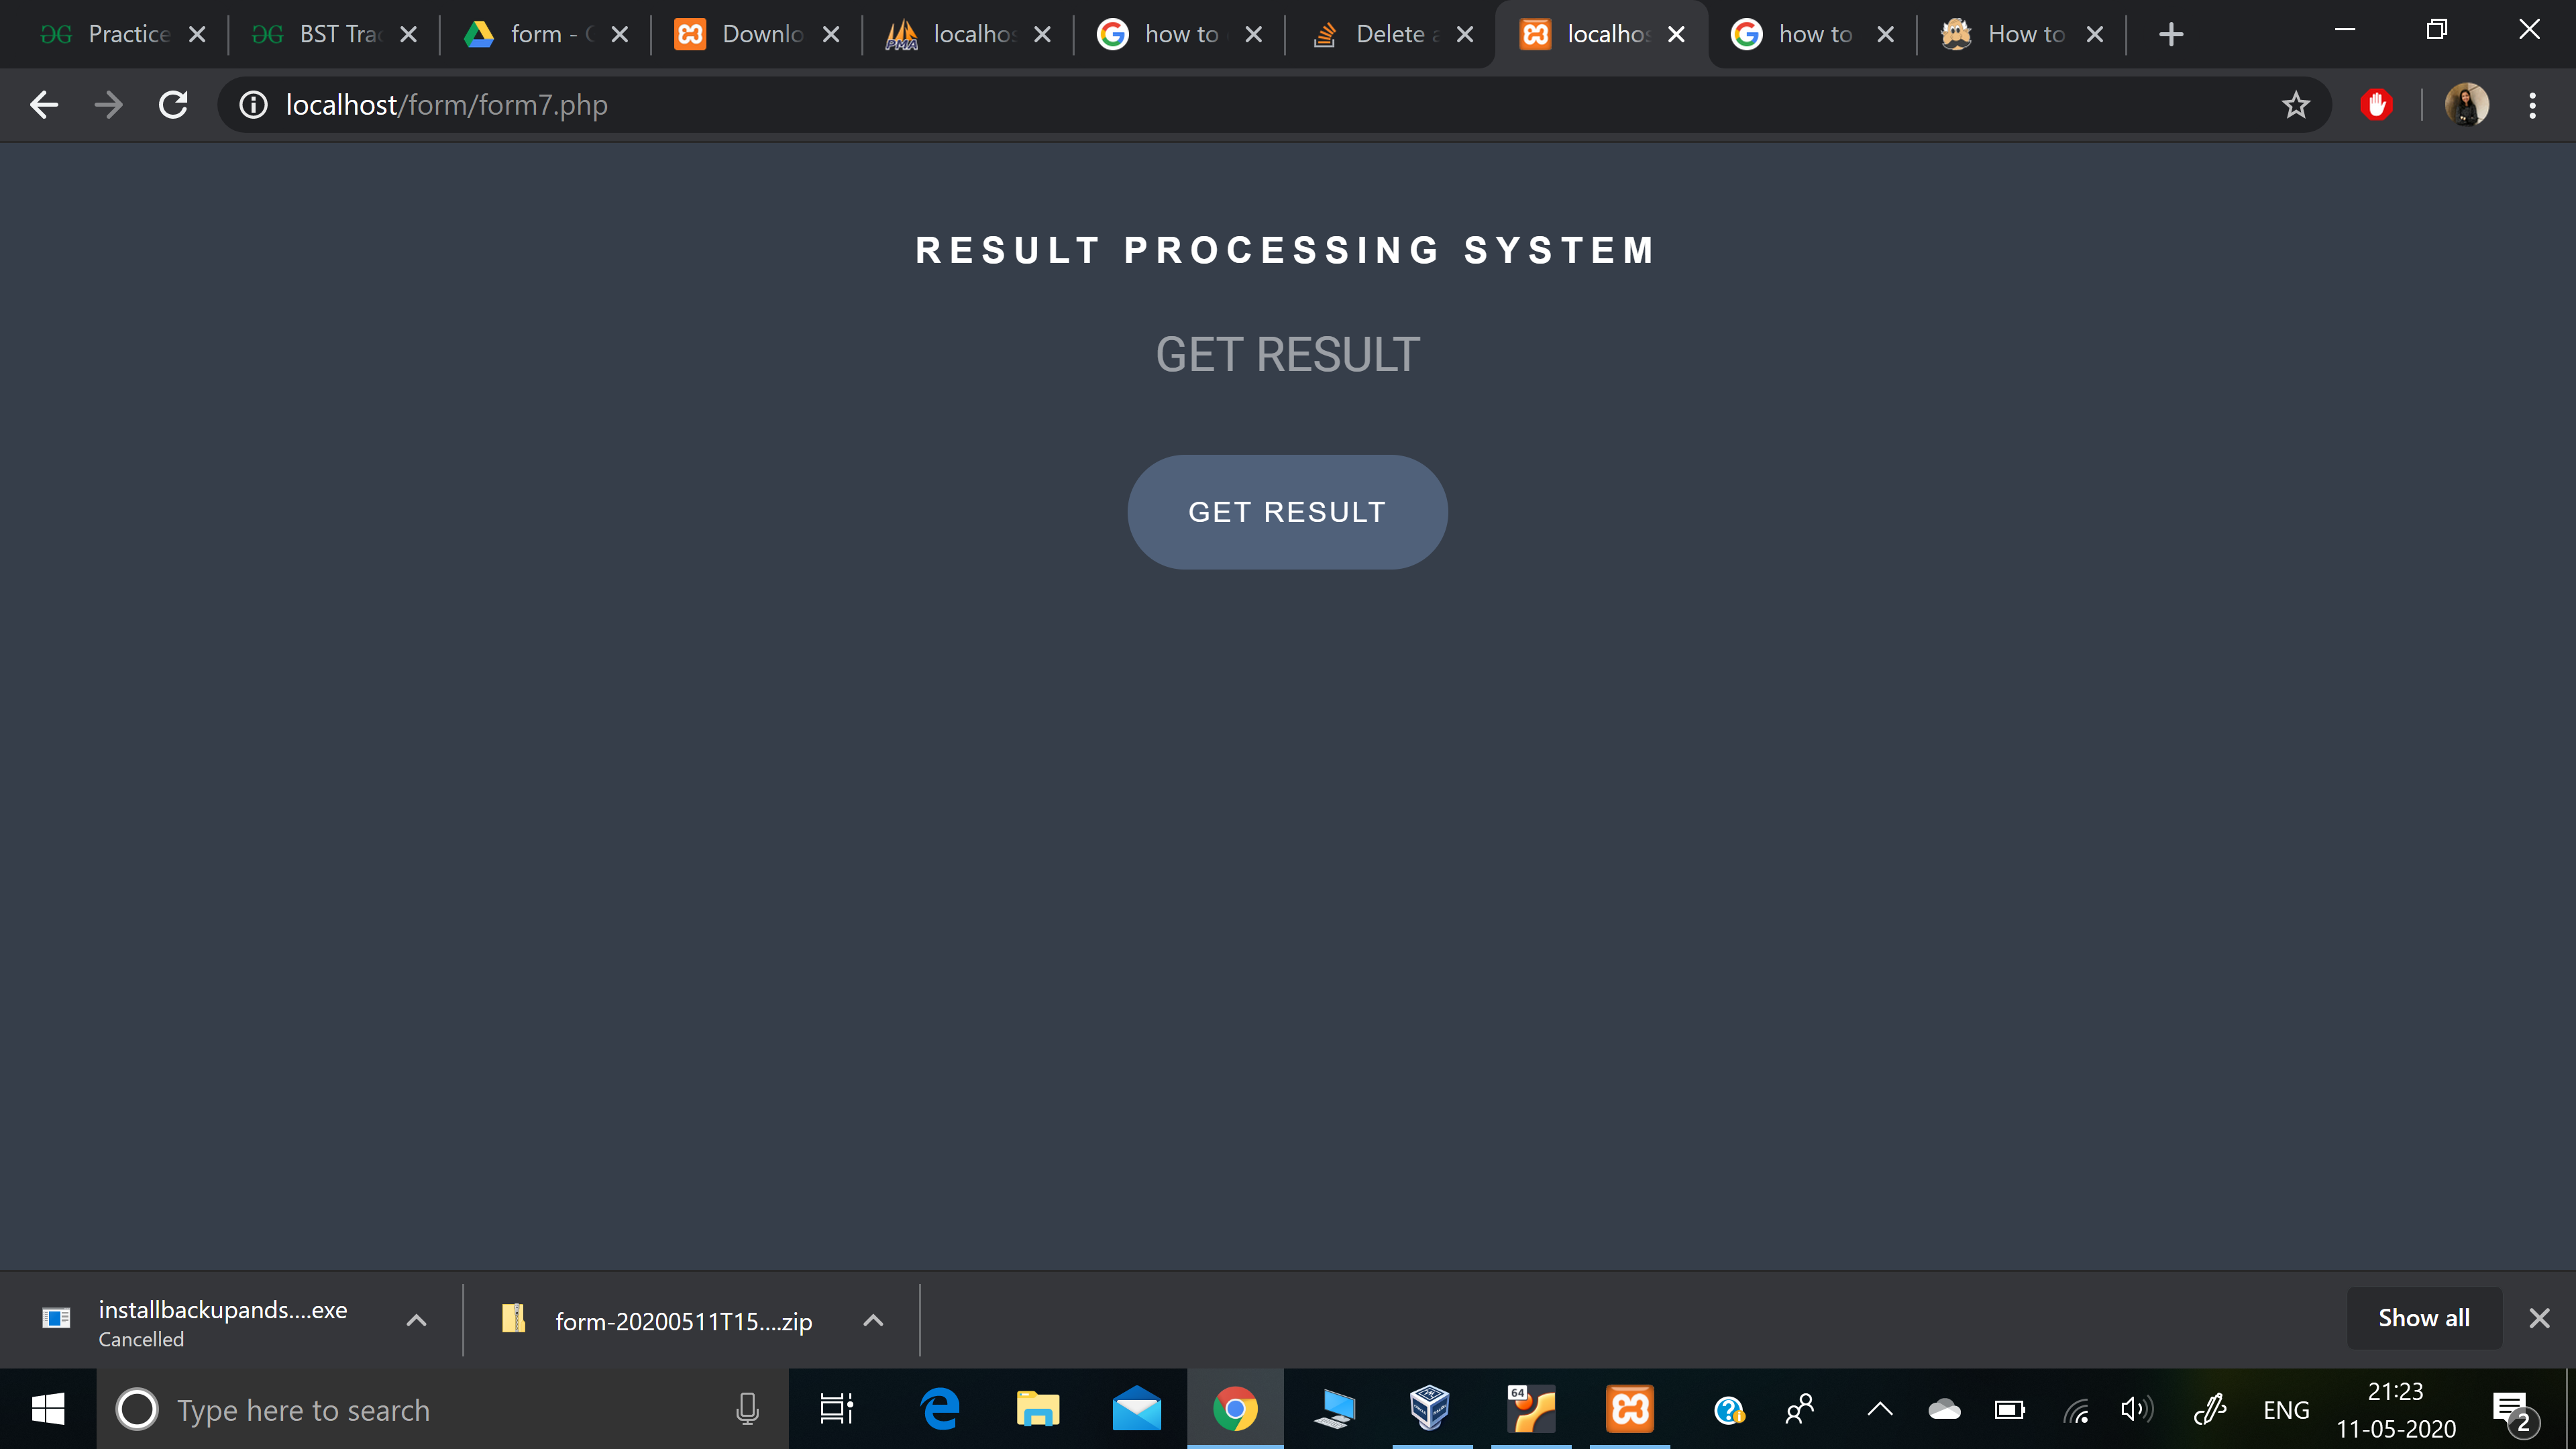 Practice
BST Tra
form - C
Downlo
localhos
how to
Delete a
localhos
how to
How to
localhost/form/form7.php
RESULT PROCESSING SYSTEM
GET RESULT
GET RESULT
installbackupands....exe
Cancelled
form-20200511T15....zip
Show all
Type here to search
64
ENG
21:23
11-05-2020
2